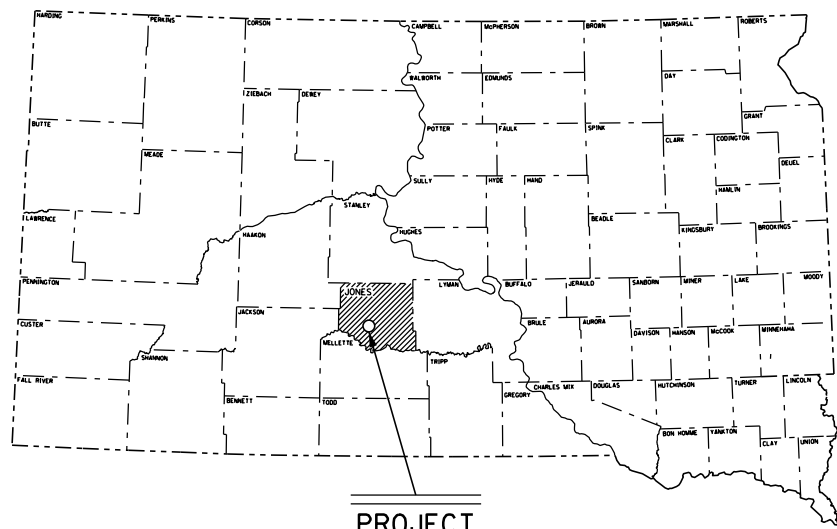 HARDING
PERKINS
CORSON
CAMPBELL
McPHERSON
BROWN
MARSHALL
ROBERTS
WALWORTH
EDMUNDS
DAY
ZIEBACH
DEWEY
GRANT
BUTTE
POTTER
FAULK
SPINK
CLARK
CODINGTON
MEADE
DEUEL
SULLY
HYDE
HAND
HAMLIN
STANLEY
LAWRENCE
BEADLE
KINGSBURY
BROOKINGS
HAAKON
HUGHES
PENNINGTON
JONES
LYMAN
BUFFALO
JERAULD
SANBORN
MINER
LAKE
MOODY
JACKSON
CUSTER
BRULE
AURORA
DAVISON
HANSON
McCOOK
MINNEHAHA
MELLETTE
SHANNON
TRIPP
FALL RIVER
GREGORY
CHARLES MIX
DOUGLAS
HUTCHINSON
TURNER
LINCOLN
BENNETT
TODD
BON HOMME
YANKTON
CLAY
UNION
PROJECT